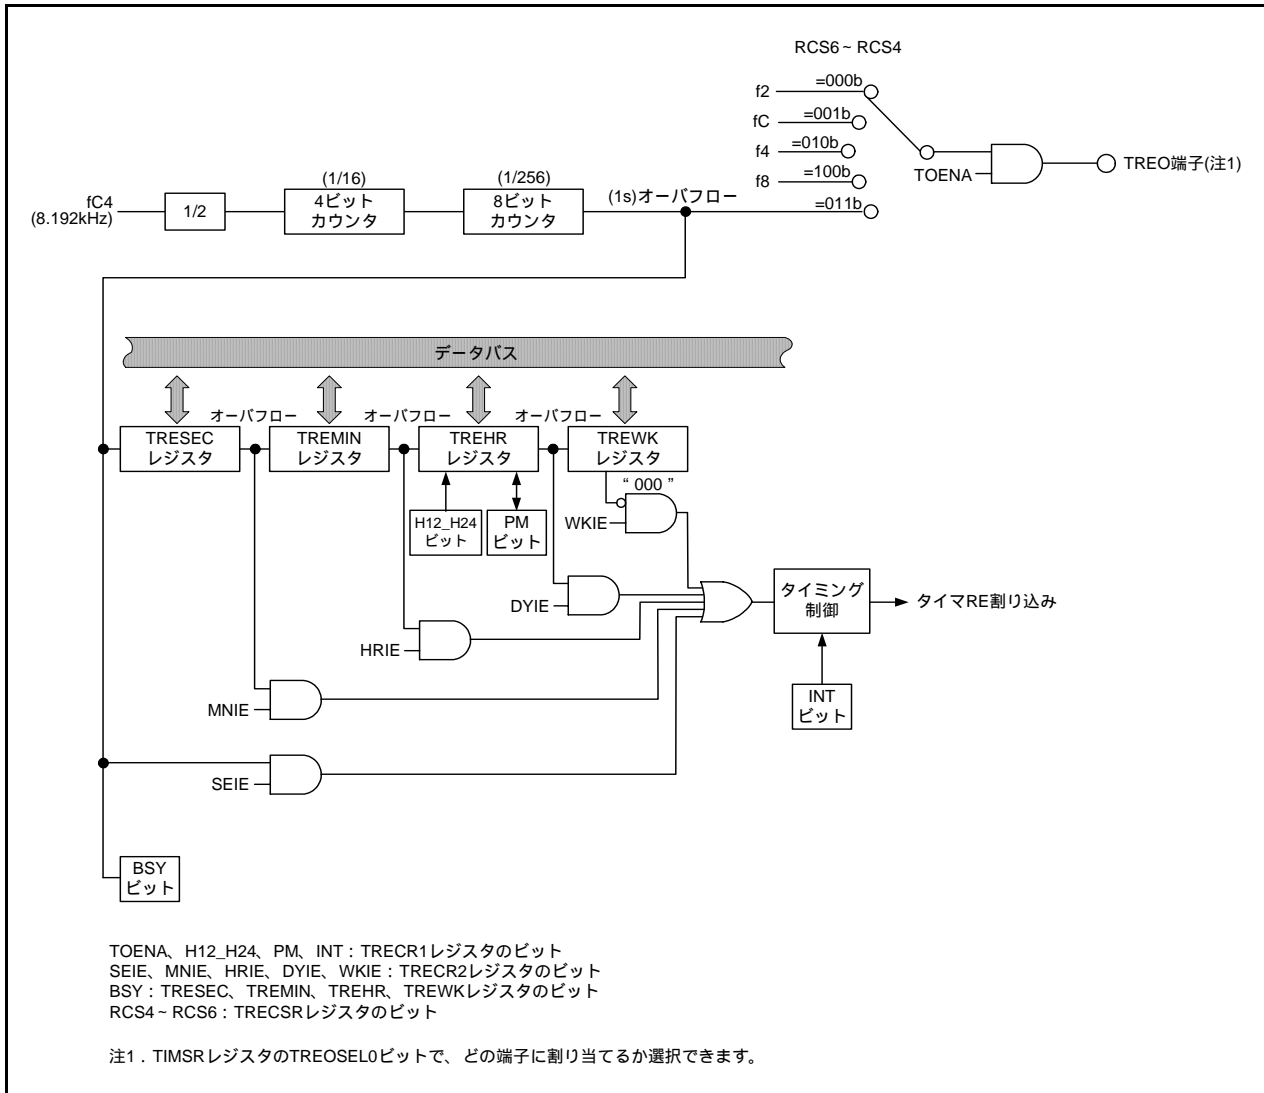 RCS6～RCS4
f2 =000b
fC =001b
f4 =010b
f8 =100b
=011b
TOENA
TREO端子(注1)
fC4
(8.192kHz)
1/2
(1/16)
4ビット
カウンタ
(1/256)
8ビット
カウンタ
(1s)オーバフロー
データバス
オーバフロー
オーバフロー
オーバフロー
TRESEC
レジスタ
TREMIN
レジスタ
TREHR
レジスタ
TREWK
レジスタ
“ 000 ”
H12_H24
ビット
PM
ビット
WKIE
DYIE
HRIE
MNIE
SEIE
タイミング
制御
タイマRE割り込み
INT
ビット
BSY
ビット
TOENA、H12_H24、PM、INT：TRECR1レジスタのビット
SEIE、MNIE、HRIE、DYIE、WKIE：TRECR2レジスタのビット
BSY：TRESEC、TREMIN、TREHR、TREWKレジスタのビット
RCS4～RCS6：TRECSRレジスタのビット
注1．TIMSRレジスタのTREOSEL0ビットで、どの端子に割り当てるか選択できます。